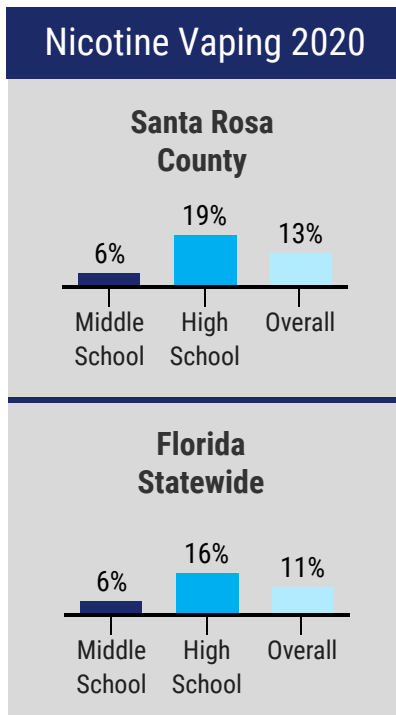 Nicotine Vaping 2020
Santa Rosa
County
6%
19%
13%
Middle
School
High
School
Overall
Florida
Statewide
6%
16%
11%
Middle
School
High
School
Overall